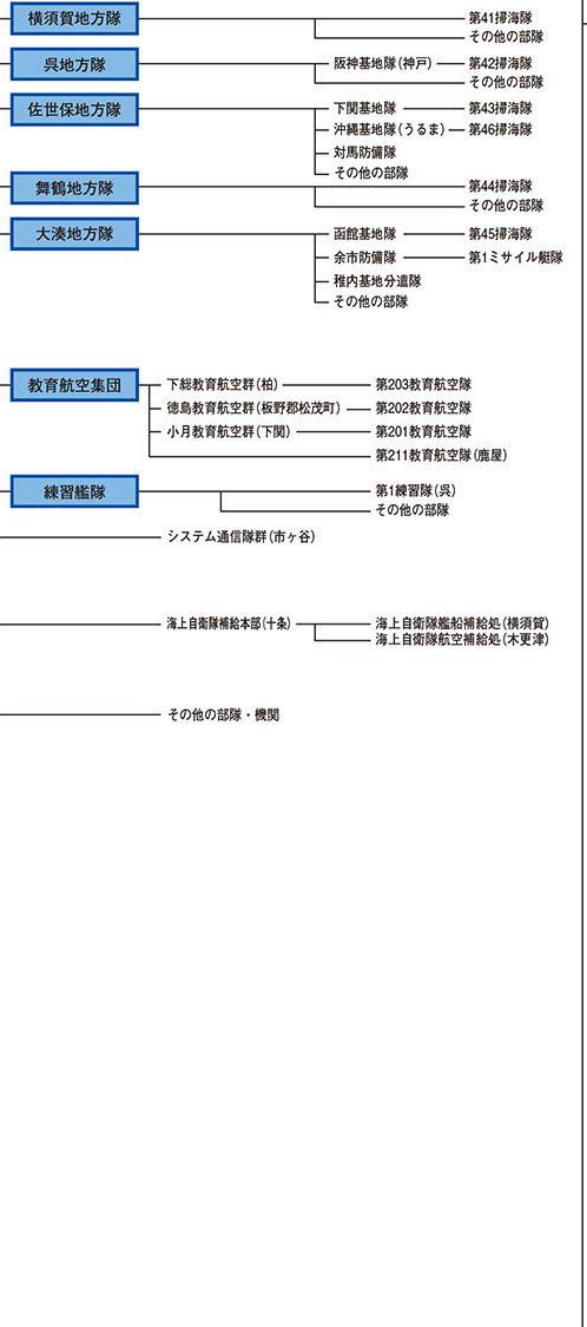 横須賀地方隊 第41掃海隊
その他の部隊
呉地方隊 阪神基地隊(神戸) 第42掃海隊
その他の部隊
佐世保地方隊 下関基地隊 第43掃海隊
沖縄基地隊(うるま) 第46掃海隊
対馬防備隊
その他の部隊
舞鶴地方隊 第44掃海隊
その他の部隊
大湊地方隊 函館基地隊 第45掃海隊
余市防備隊 第1ミサイル艇隊
稚内基地分遣隊
その他の部隊
教育航空集団 下総教育航空群(柏) 第203教育航空隊
徳島教育航空群(板野郡松茂町) 第202教育航空隊
小月教育航空群(下関) 第201教育航空隊
第211教育航空隊(鹿屋)
練習艦隊 第1練習隊(呉)
その他の部隊
システム通信隊群(市ヶ谷)
海上自衛隊補給本部(十条) 海上自衛隊艦船補給処(横須賀)
海上自衛隊航空補給処(木更津)
その他の部隊・機関